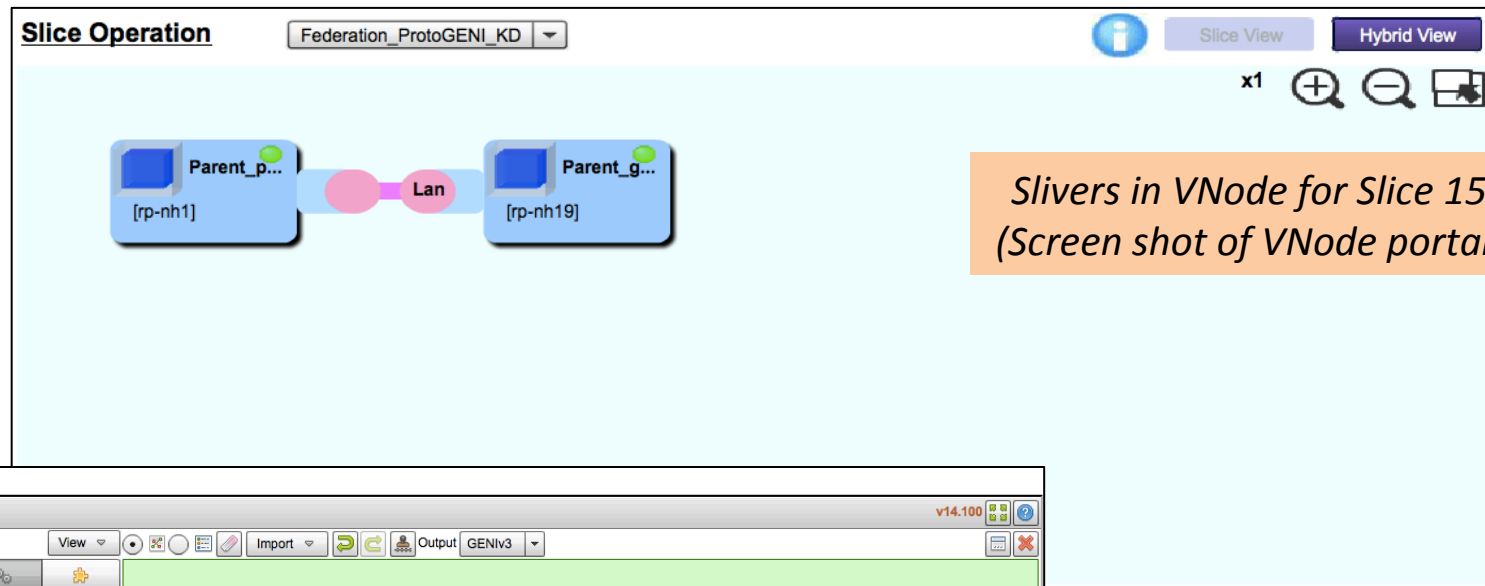 Slice Operation
Federation_ProtoGENI_KD
Slice View
Hybrid View
x1
Parent_p...
[rp-nh1]
Lan
Parent_g...
[rp-nh19]
Slivers in VNode for Slice 15
(Screen shot of VNode portal
v14.100
View
Import
Output
GENIv3